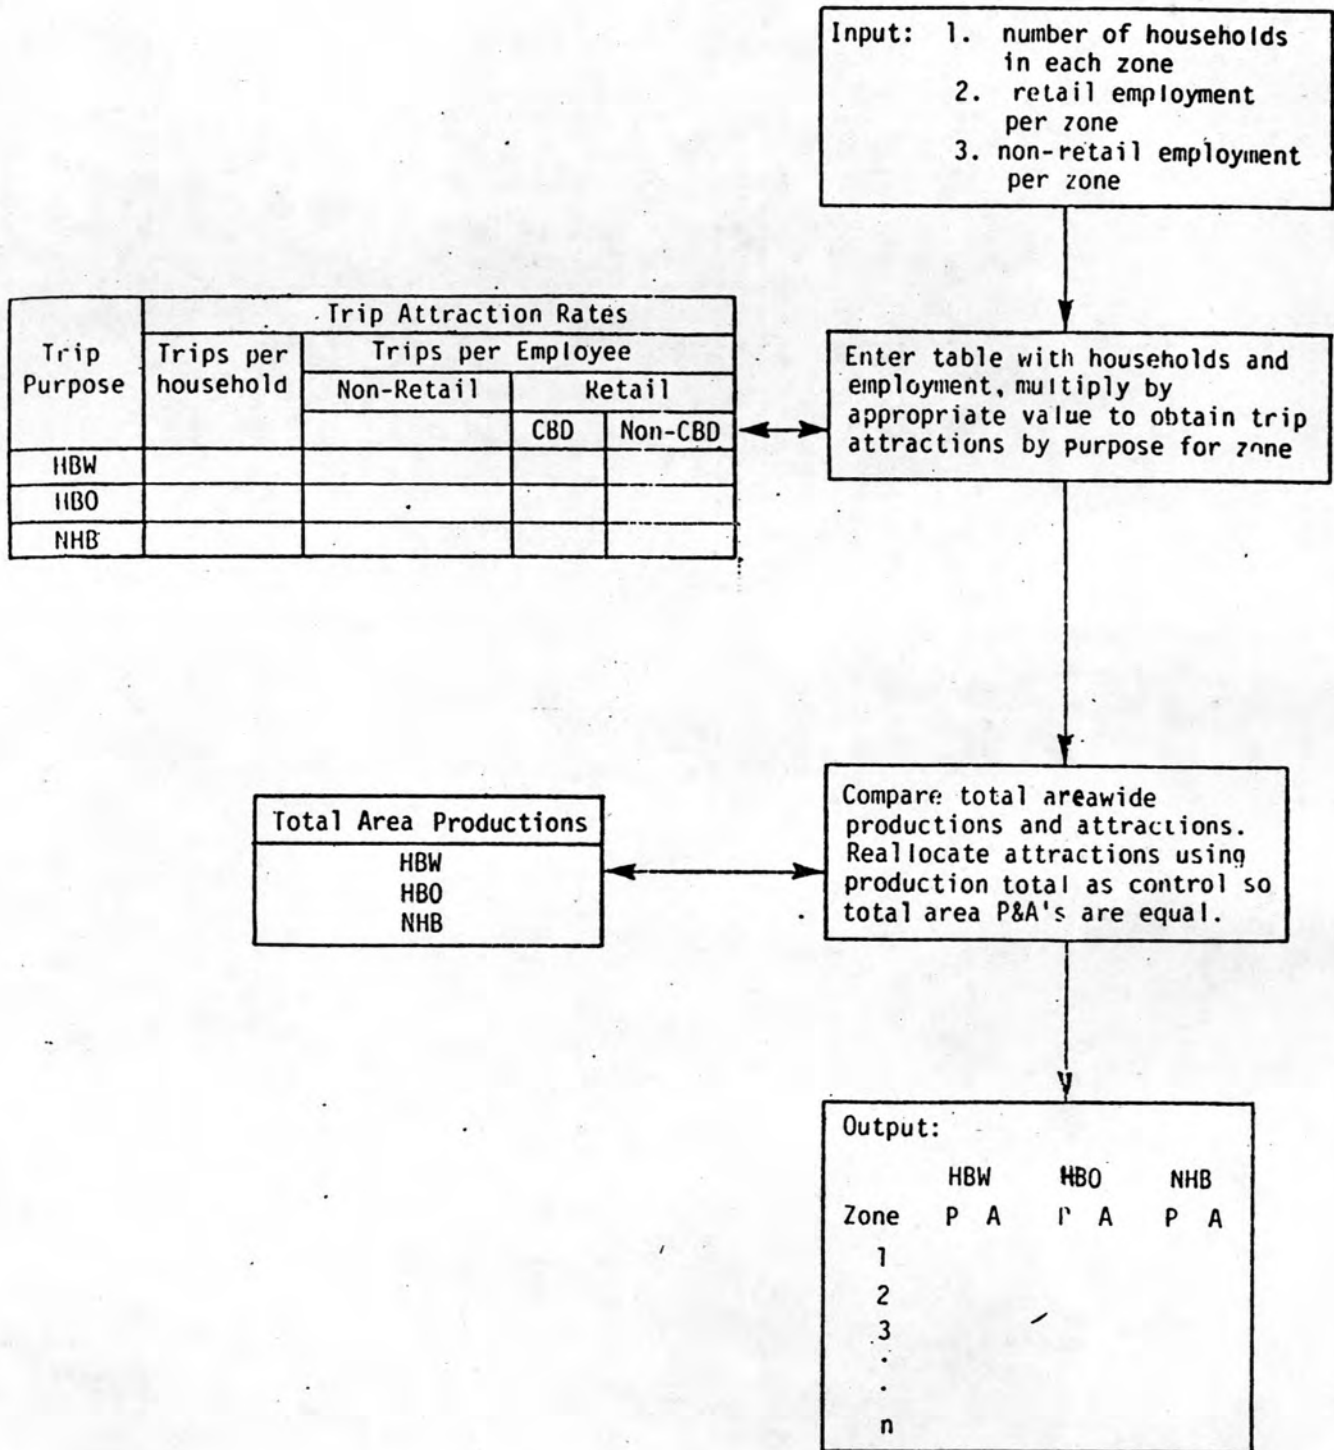 Input: 1. number of households
in each zone
2. retail employment
per zone
3. non-retail employment
per zone
Trip Attraction Rates
Trip Purpose
Trips per household
Trips per Employee
Non-Retail
Retail
CBD Non-CBD
HBW
HBO
NHB
Enter table with households and
employment, multiply by
appropriate value to obtain trip
attractions by purpose for zone
Total Area Productions
HBW
HBO
NHB
Compare total areawide
productions and attractions.
Reallocate attractions using
production total as control so
total area P&A's are equal.
Output:
HBW HBO NHB
Zone P A P A P A
1
2
3
.
.
n